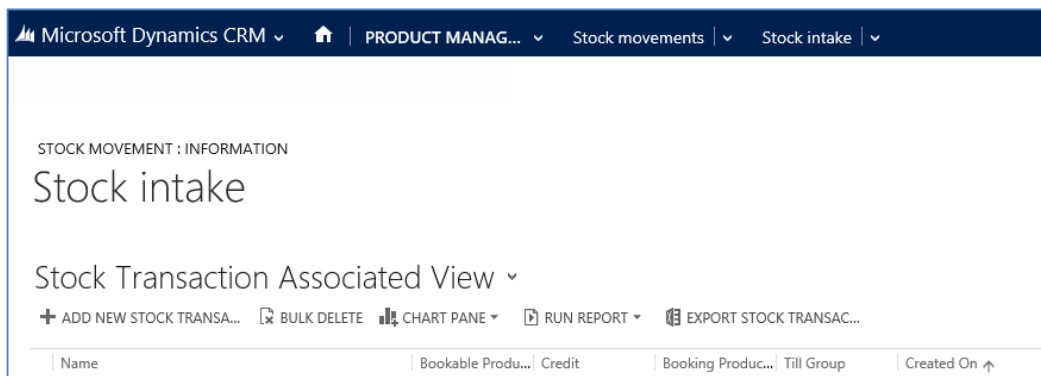 Microsoft Dynamics CRM PRODUCT MANAG... Stock movements Stock intake
STOCK MOVEMENT : INFORMATION
Stock intake
Stock Transaction Associated View
ADD NEW STOCK TRANSA... BULK DELETE CHART PANE RUN REPORT EXPORT STOCK TRANSAC...
Name Bookable Produ... Credit Booking Produc... Till Group Created On